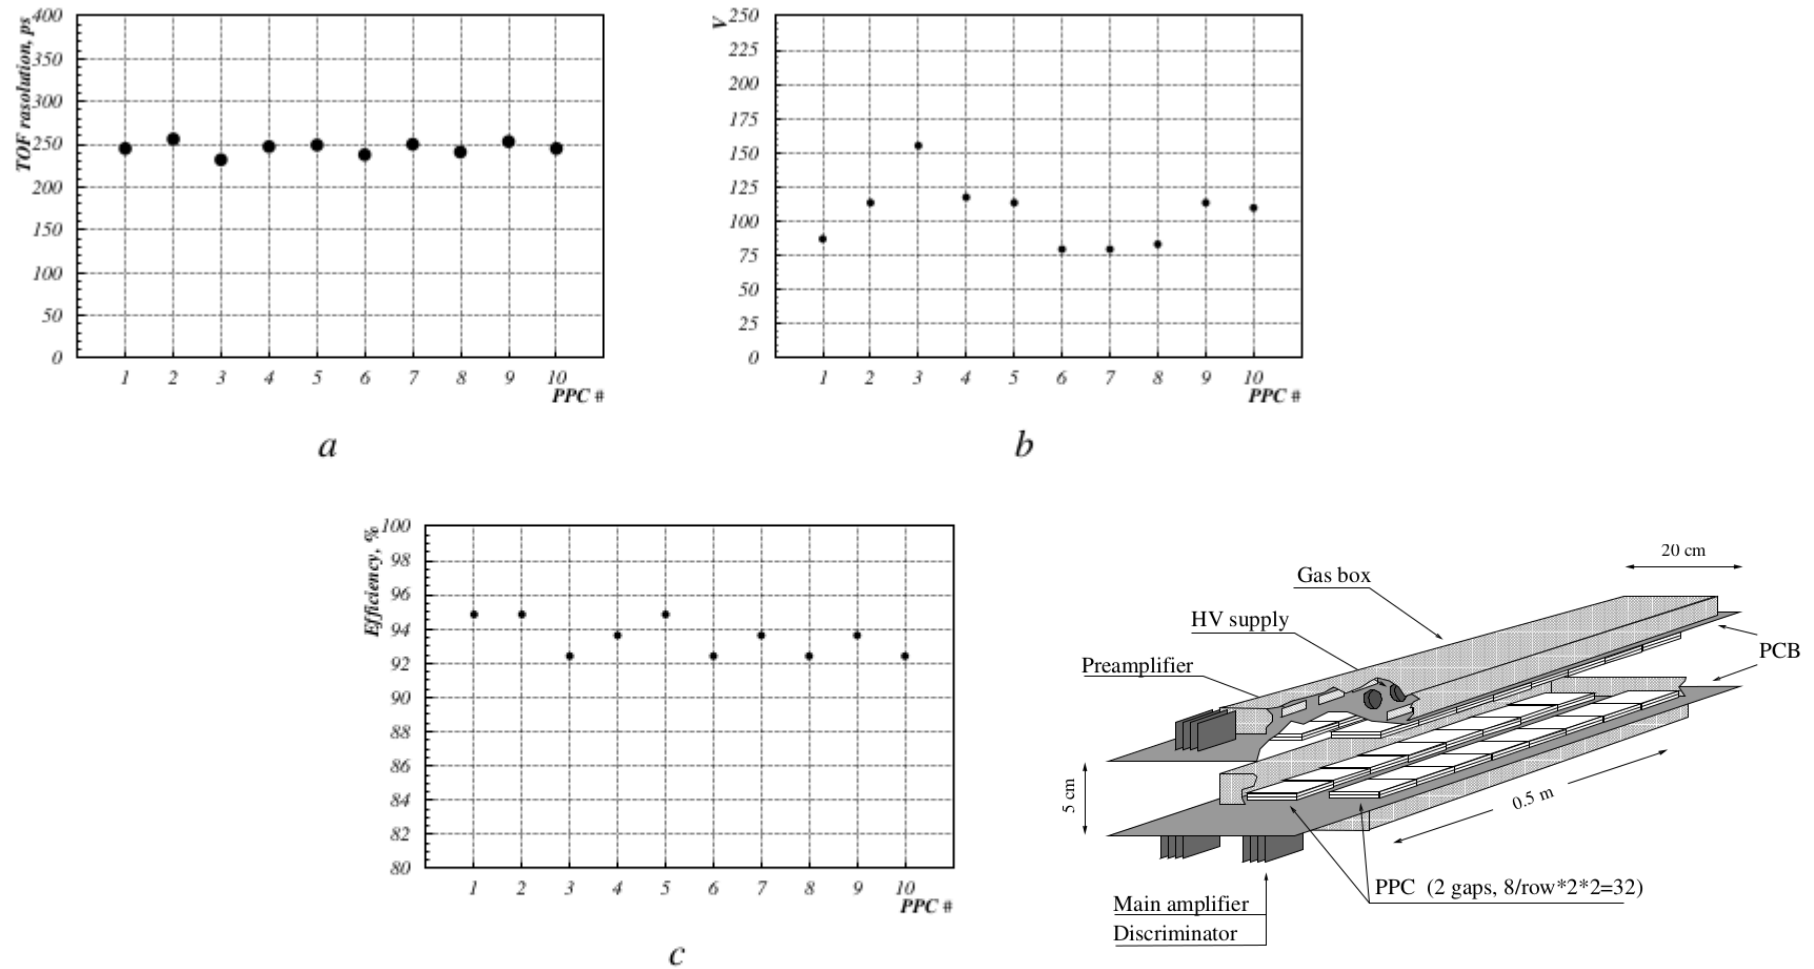 TOF rasolution, ps
400
350
300
250
200
150
100
50
0
1 2 3 4 5 6 7 8 9 10
PPC #
a
V
250
225
200
175
150
125
100
75
50
25
0
1 2 3 4 5 6 7 8 9 10
PPC #
b
Efficiency, %
100
98
96
94
92
90
88
86
84
82
80
1 2 3 4 5 6 7 8 9 10
PPC #
c
20 cm
Gas box
HV supply
Preamplifier
PCB
5 cm
0.5 m
PPC (2 gaps, 8/row*2*2=32)
Main amplifier
Discriminator